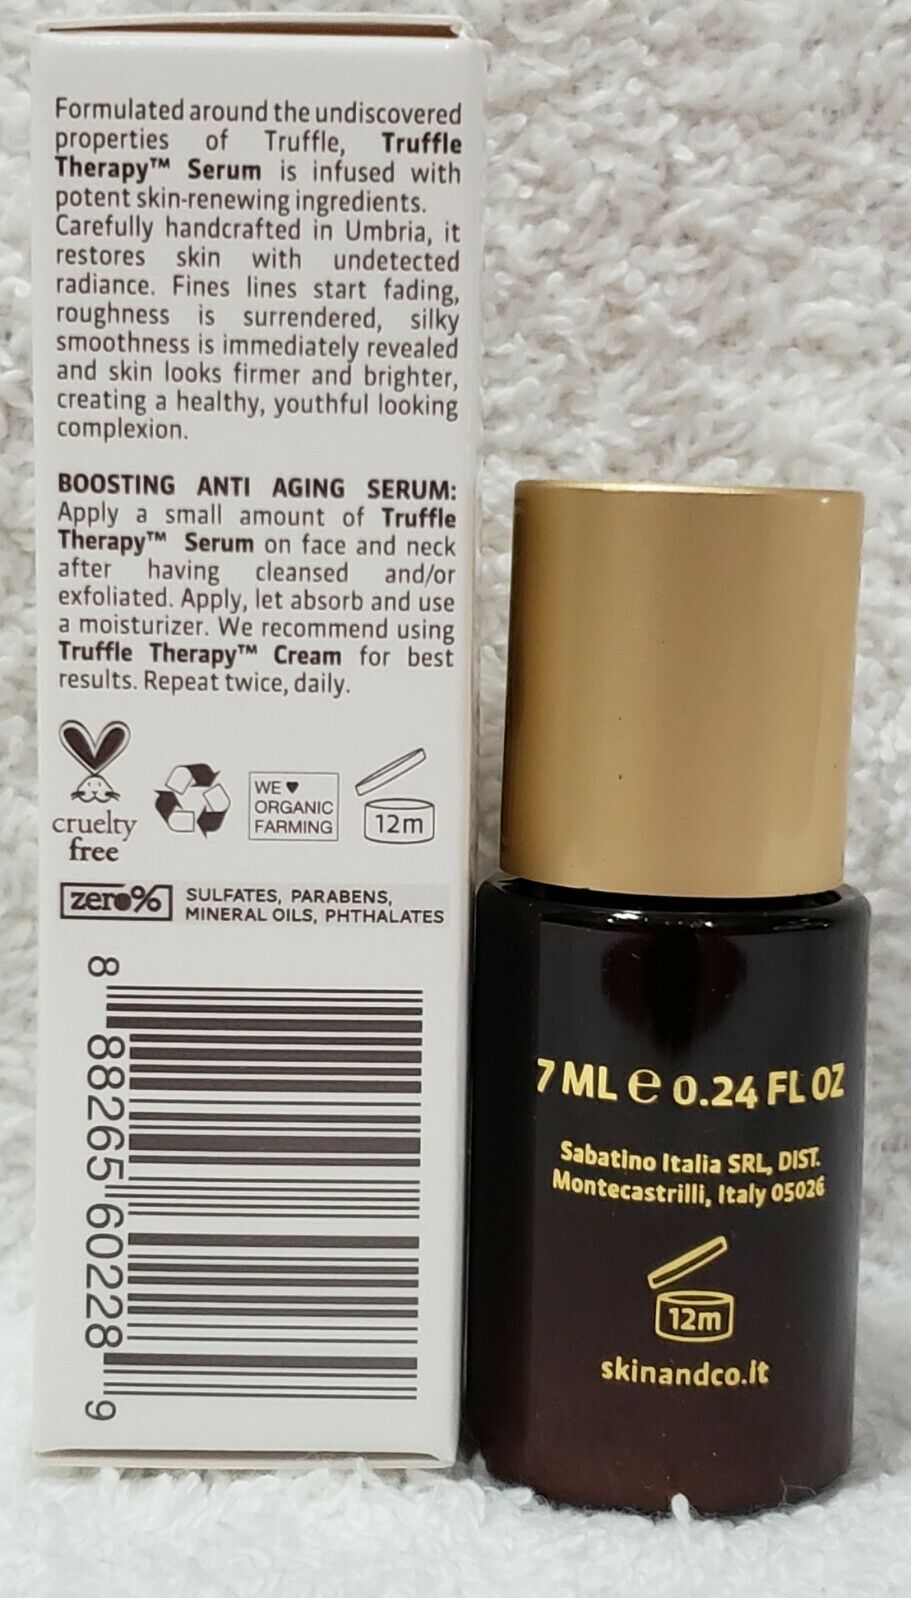 Formulated around the undiscovered
properties of Truffle, Truffle
Therapy™ Serum is infused with
potent skin-renewing ingredients.
Carefully handcrafted in Umbria, it
restores skin with undetected
radiance. Fines lines start fading,
roughness is surrendered, silky
smoothness is immediately revealed
and skin looks firmer and brighter,
creating a healthy, youthful looking
complexion.
BOOSTING ANTI AGING SERUM:
Apply a small amount of Truffle
Therapy™ Serum on face and neck
after having cleansed and/or
exfoliated. Apply, let absorb and use
a moisturizer. We recommend using
Truffle Therapy™ Cream for best
results. Repeat twice, daily.
cruelty
free
WE ♥
ORGANIC
FARMING
12m
zero%
SULFATES, PARABENS,
MINERAL OILS, PHTHALATES
8 88265 60228 9
7 ML ℮ 0.24 FL OZ
Sabatino Italia SRL, DIST.
Montecastrilli, Italy 05026
12m
skinandco.it